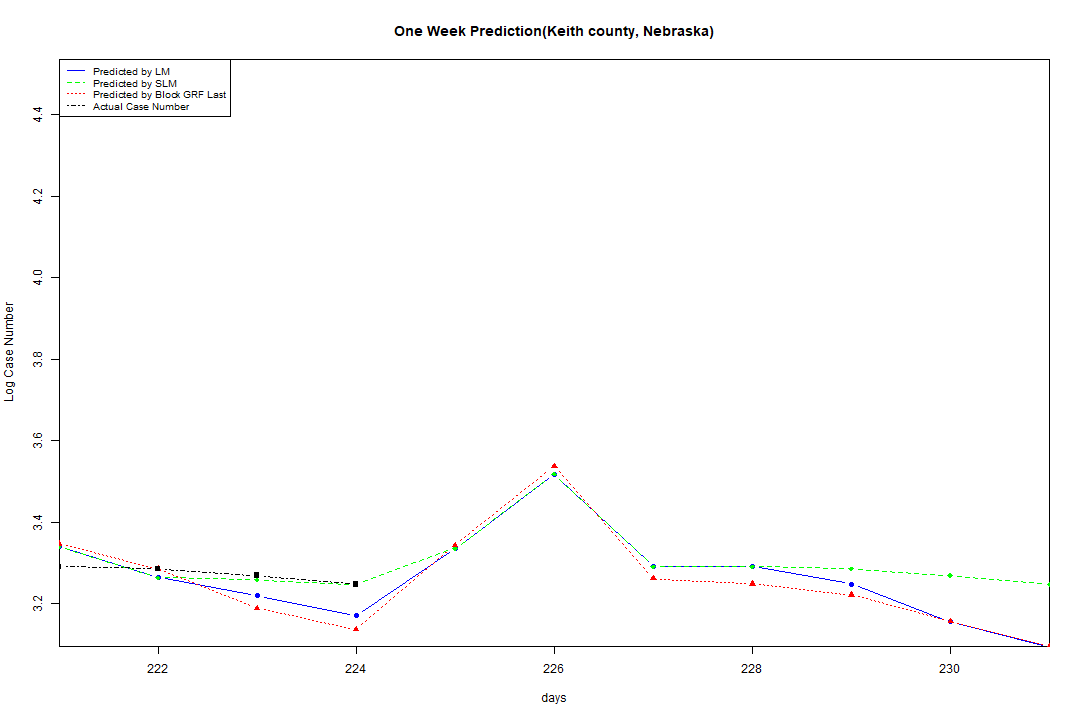 One Week Prediction(Keith county, Nebraska)
Predicted by LM
Predicted by SLM
Predicted by Block GRF Last
Actual Case Number
4.4
4.2
4.0
3.8
3.6
3.4
3.2
Log Case Number
222 224 226 228 230
days